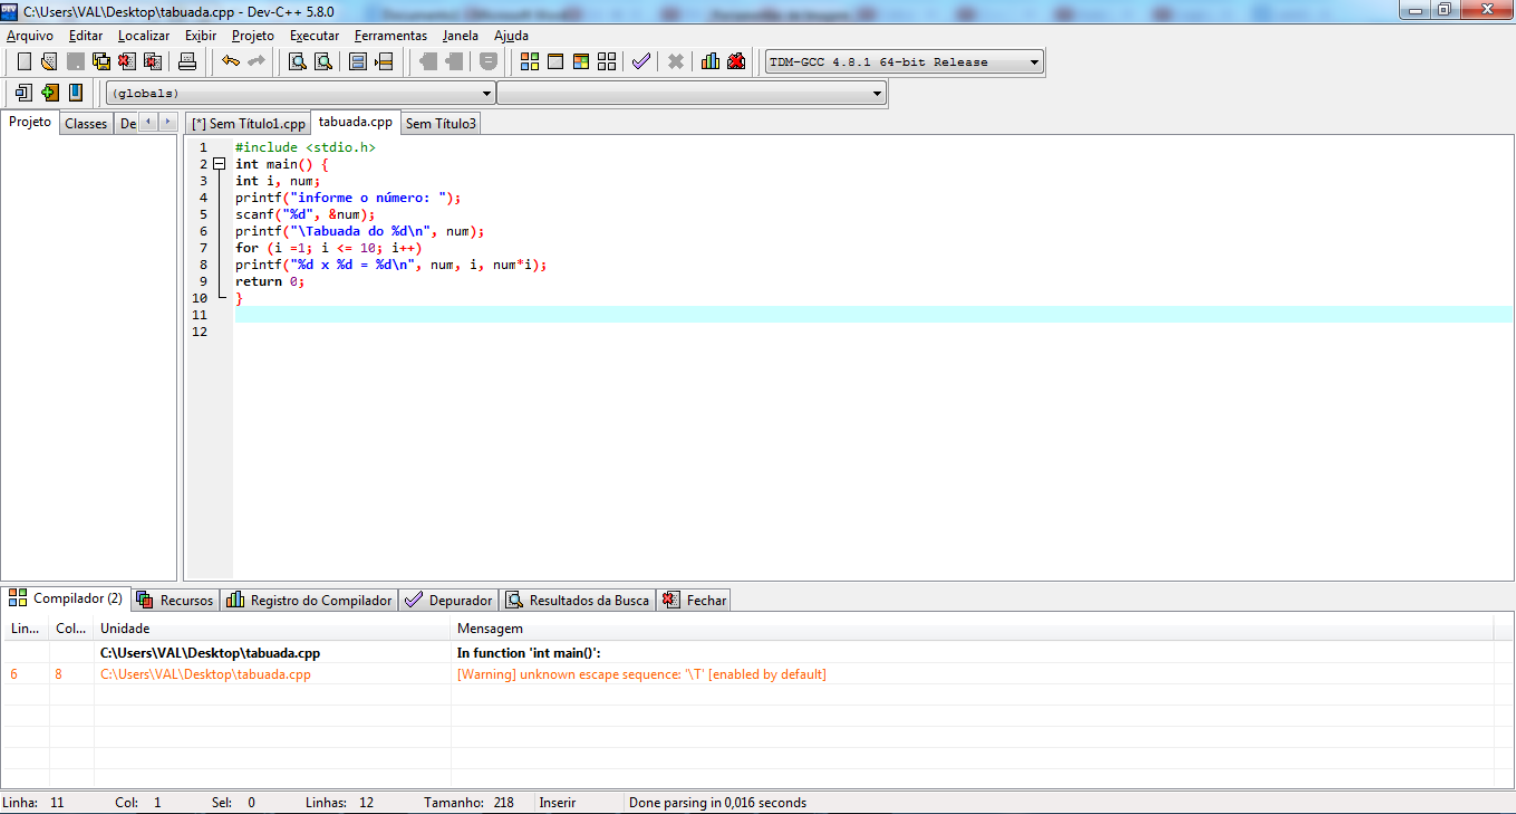 C:\Users\VAL\Desktop\tabuada.cpp - Dev-C++ 5.8.0
Arquivo Editar Localizar Exibir Projeto Executar Ferramentas Janela Ajuda
TDM-GCC 4.8.1 64-bit Release
(globals)
Projeto Classes De [*] Sem Título1.cpp tabuada.cpp Sem Título3
1 #include <stdio.h>
2 int main() {
3 int i, num;
4 printf("informe o número: ");
5 scanf("%d", &num);
6 printf("\Tabuada do %d\n", num);
7 for (i =1; i <= 10; i++)
8 printf("%d x %d = %d\n", num, i, num*i);
9 return 0;
10 }
11
12
Compilador (2) Recursos Registro do Compilador Depurador Resultados da Busca Fechar
Lin... Col... Unidade Mensagem
C:\Users\VAL\Desktop\tabuada.cpp In function 'int main()':
6 8 C:\Users\VAL\Desktop\tabuada.cpp [Warning] unknown escape sequence: '\T' [enabled by default]
Linha: 11 Col: 1 Sel: 0 Linhas: 12 Tamanho: 218 Inserir Done parsing in 0,016 seconds